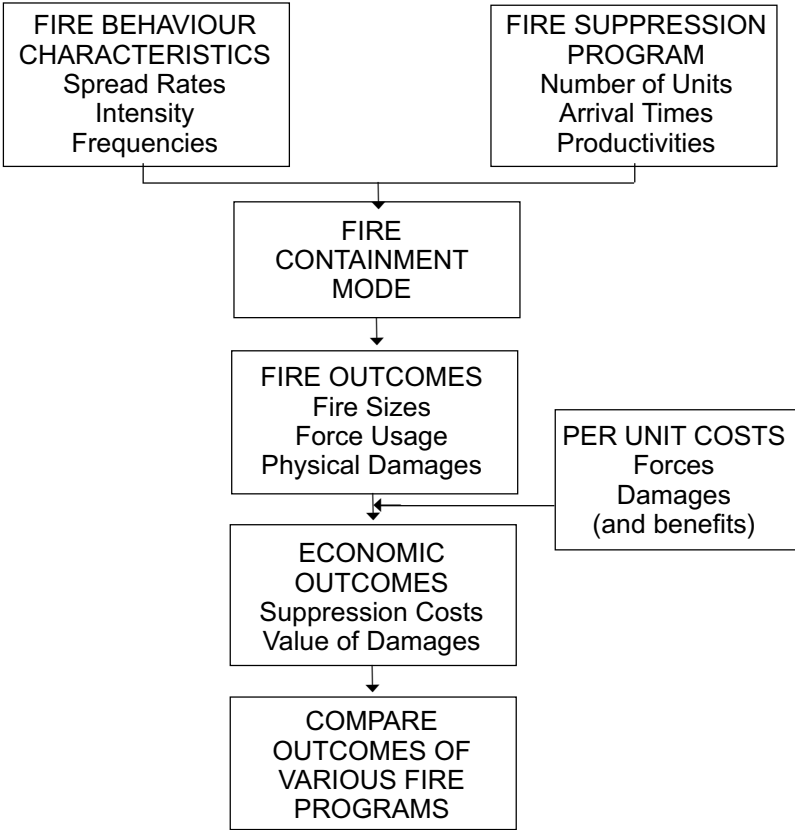 FIRE BEHAVIOUR
CHARACTERISTICS
Spread Rates
Intensity
Frequencies
FIRE SUPPRESSION
PROGRAM
Number of Units
Arrival Times
Productivities
FIRE
CONTAINMENT
MODE
FIRE OUTCOMES
Fire Sizes
Force Usage
Physical Damages
PER UNIT COSTS
Forces
Damages
(and benefits)
ECONOMIC
OUTCOMES
Suppression Costs
Value of Damages
COMPARE
OUTCOMES OF
VARIOUS FIRE
PROGRAMS